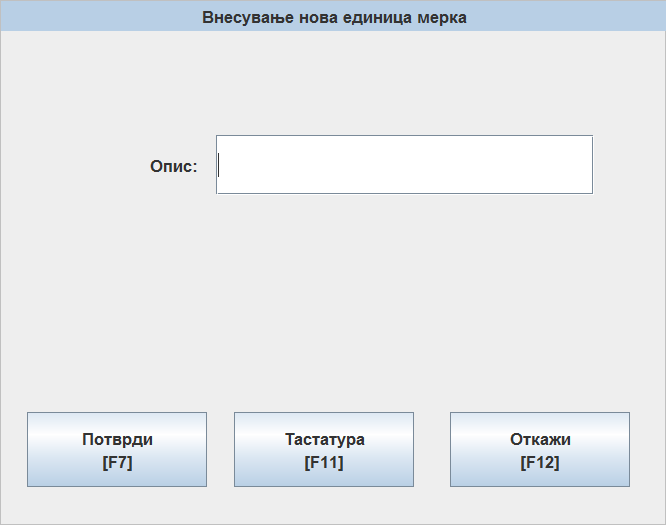 Внесување нова единица мерка
Опис:
Потврди
[F7]
Тастатура
[F11]
Откажи
[F12]